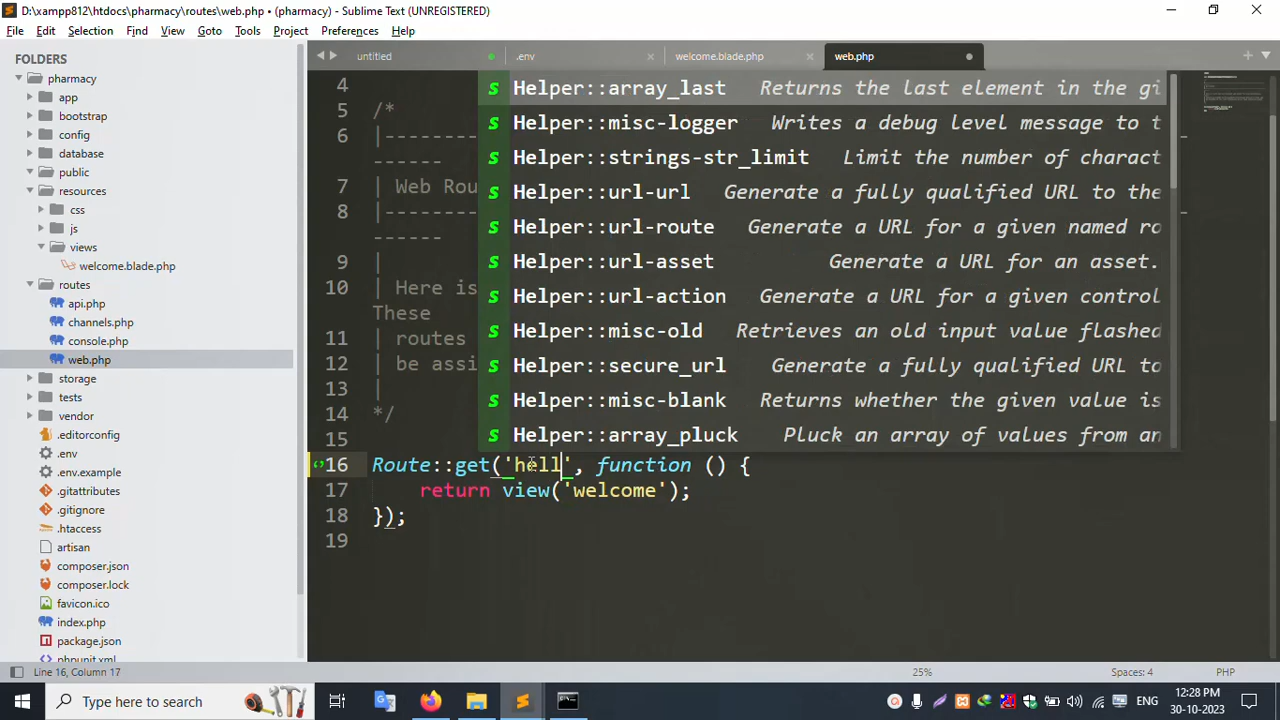 D:\xampp812\htdocs\pharmacy\routes\web.php • (pharmacy) - Sublime Text (UNREGISTERED)
File Edit Selection Find View Goto Tools Project Preferences Help
FOLDERS
pharmacy
app
bootstrap
config
database
public
resources
css
js
views
welcome.blade.php
routes
api.php
channels.php
console.php
web.php
storage
tests
vendor
.editorconfig
.env
.env.example
.gitattributes
.gitignore
.htaccess
artisan
composer.json
composer.lock
favicon.ico
index.php
package.json
phpunit.xml
untitled .env welcome.blade.php web.php
4
5 /*
6 |--------
------
7 | Web Rou
8 |--------
------
9 |
10 | Here is
These
11 | routes
12 | be assi
13 |
14 */
15
16 Route::get('hell', function () {
17 return view('welcome');
18 });
19
s Helper::array_last Returns the last element in the gi
s Helper::misc-logger Writes a debug level message to t
s Helper::strings-str_limit Limit the number of charact
s Helper::url-url Generate a fully qualified URL to the
s Helper::url-route Generate a URL for a given named ro
s Helper::url-asset Generate a URL for an asset.
s Helper::url-action Generate a URL for a given control
s Helper::misc-old Retrieves an old input value flashed
s Helper::secure_url Generate a fully qualified URL to
s Helper::misc-blank Returns whether the given value is
s Helper::array_pluck Pluck an array of values from an
Line 16, Column 17 25% Spaces: 4 PHP
Type here to search
ENG
12:28 PM
30-10-2023